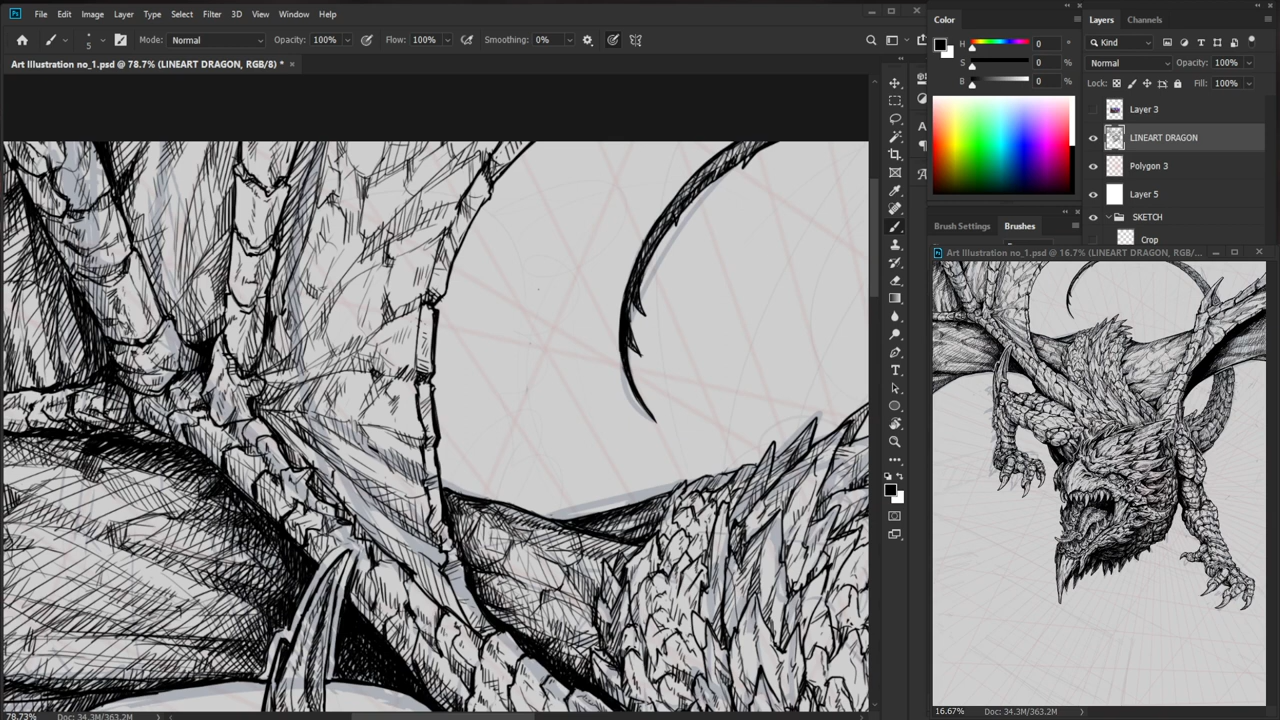 Ps File Edit Image Layer Type Select Filter 3D View Window Help
5 Mode: Normal Opacity: 100% Flow: 100% Smoothing: 0%
Art Illustration no_1.psd @ 78.7% (LINEART DRAGON, RGB/8) *
Color
H 0 °
S 0 %
B 0 %
Layers Channels
Kind
Normal Opacity: 100%
Lock: Fill: 100%
Layer 3
LINEART DRAGON
Polygon 3
Layer 5
SKETCH
Crop
Brush Settings Brushes
Ps Art Illustration no_1.psd @ 16.7% (LINEART DRAGON, RGB/...
78.73% Doc: 34.3M/363.2M
16.67% Doc: 34.3M/363.2M